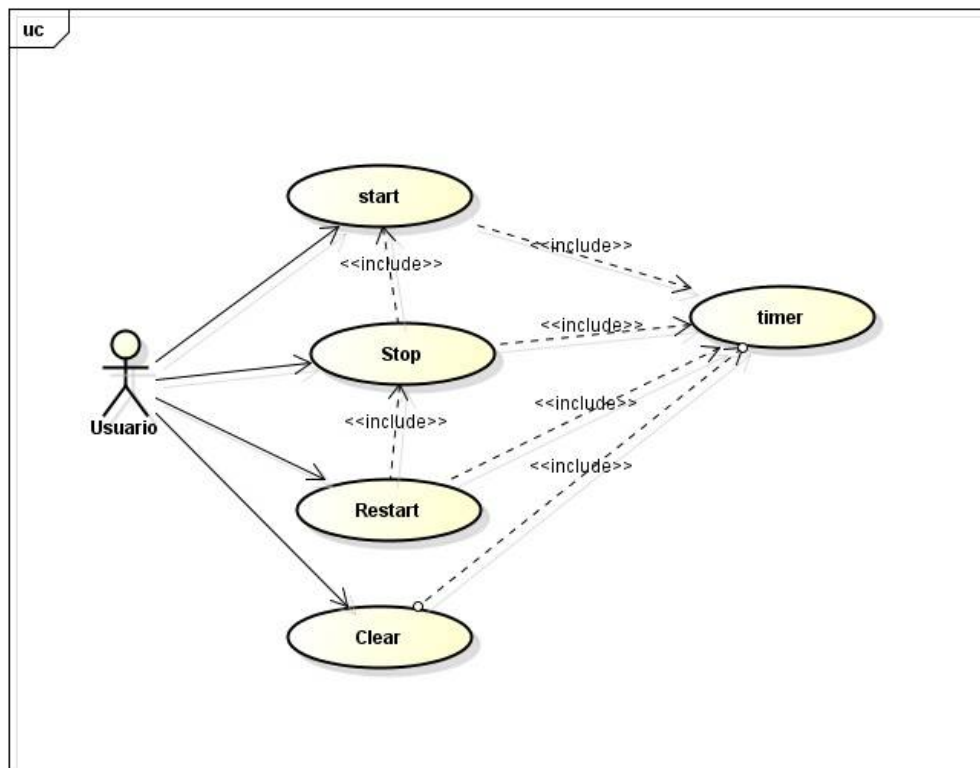 uc
start
<<include>>
<<include>>
timer
<<include>>
Stop
Usuario
<<include>>
<<include>>
<<include>>
Restart
Clear